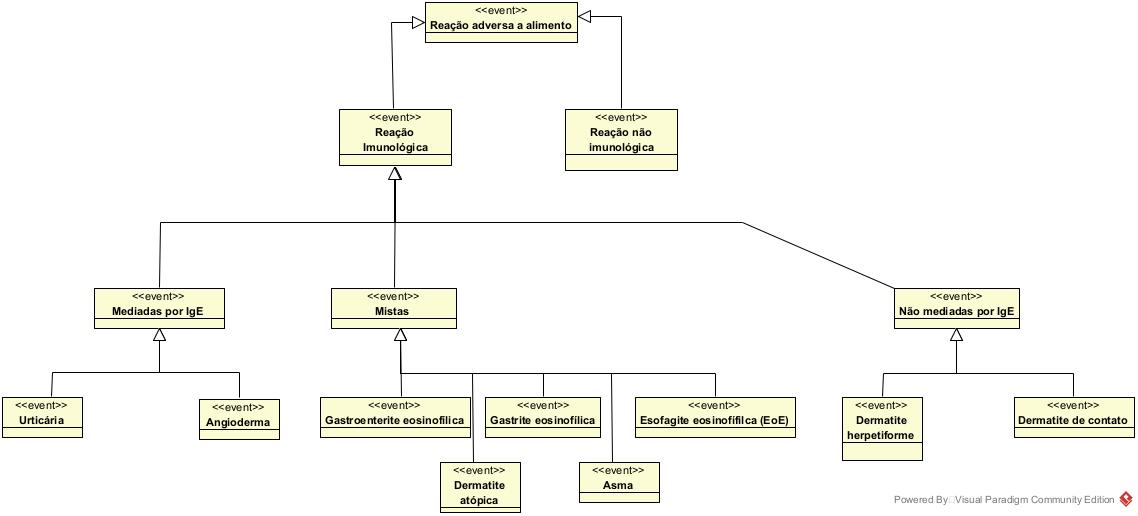 <<event>>
Reação adversa a alimento
<<event>>
Reação
Imunológica
<<event>>
Reação não
imunológica
<<event>>
Mediadas por IgE
<<event>>
Mistas
<<event>>
Não mediadas por IgE
<<event>>
Urticária
<<event>>
Angioderma
<<event>>
Gastroenterite eosinofílica
<<event>>
Gastrite eosinofílica
<<event>>
Esofagite eosinofífilca (EoE)
<<event>>
Dermatite
herpetiforme
<<event>>
Dermatite de contato
<<event>>
Dermatite
atópica
<<event>>
Asma
Powered By Visual Paradigm Community Edition